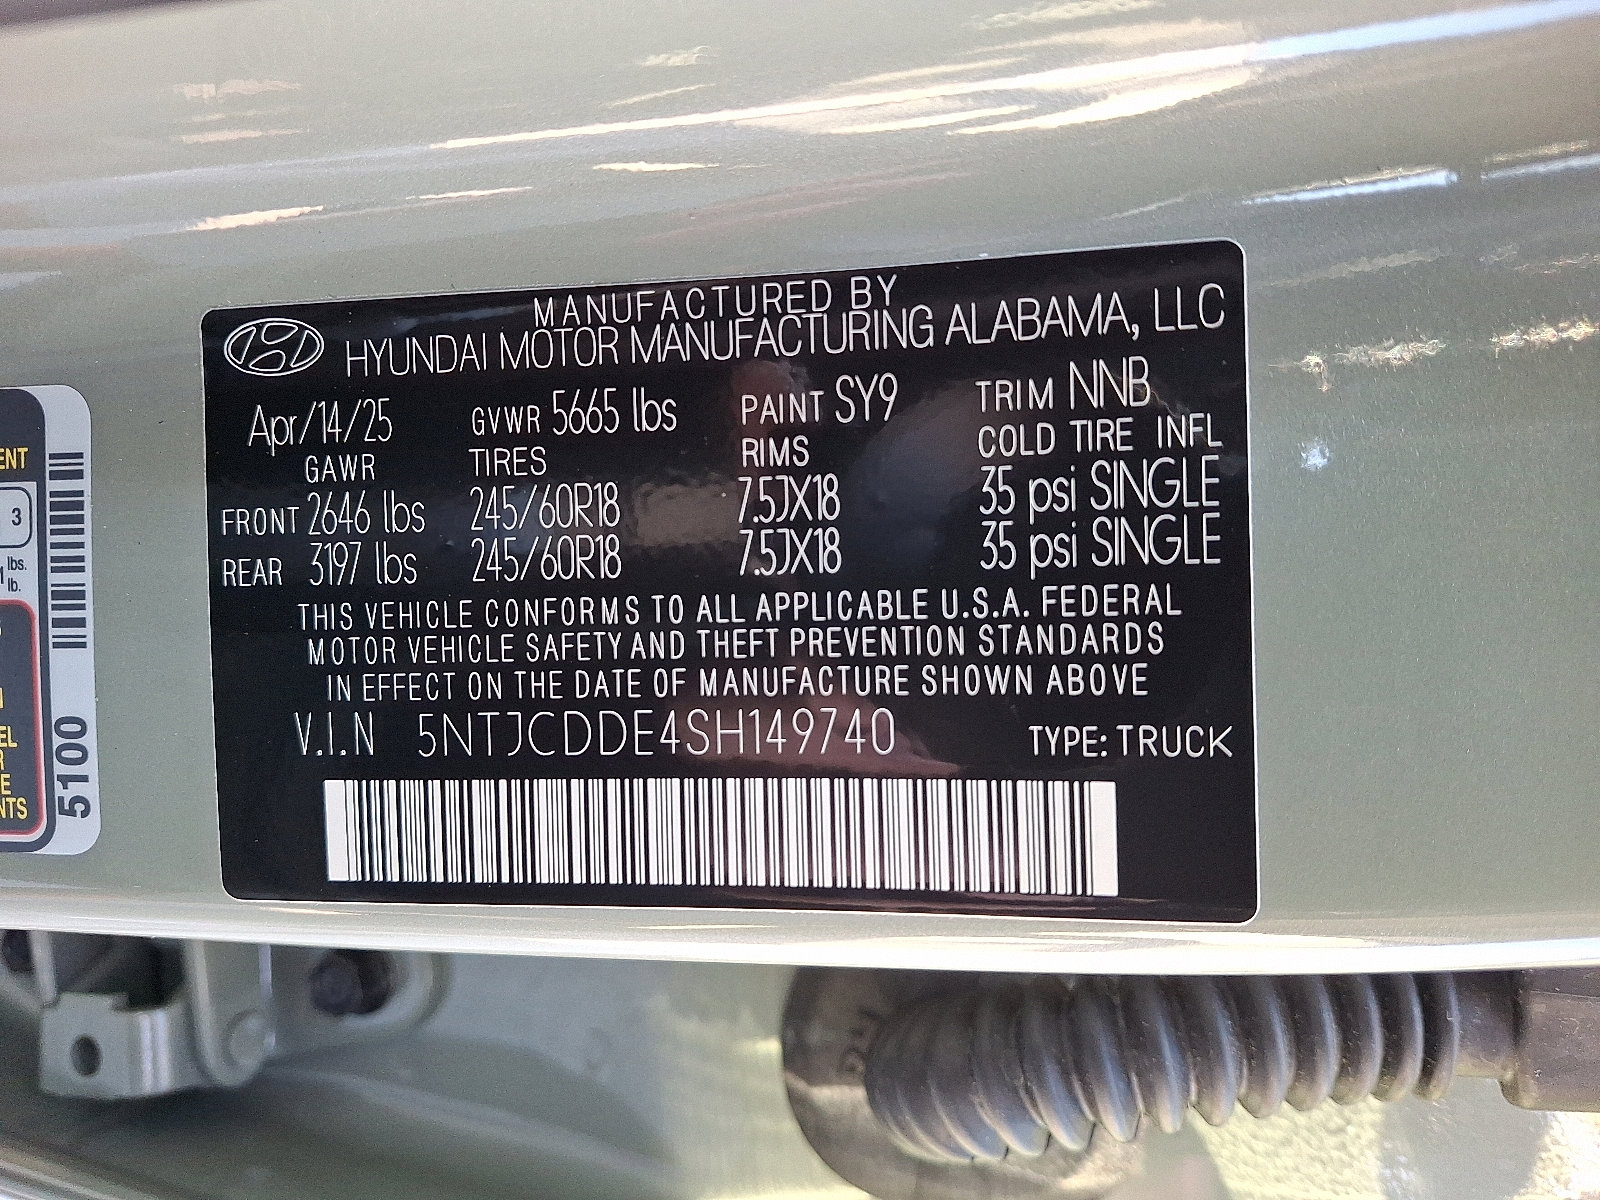 MANUFACTURED BY
HYUNDAI MOTOR MANUFACTURING ALABAMA, LLC
Apr/14/25 GVWR 5665 lbs PAINT SY9 TRIM NNB
GAWR TIRES RIMS COLD TIRE INFL
FRONT 2646 lbs 245/60R18 7.5JX18 35 psi SINGLE
REAR 3197 lbs 245/60R18 7.5JX18 35 psi SINGLE
THIS VEHICLE CONFORMS TO ALL APPLICABLE U.S.A. FEDERAL
MOTOR VEHICLE SAFETY AND THEFT PREVENTION STANDARDS
IN EFFECT ON THE DATE OF MANUFACTURE SHOWN ABOVE
V.I.N 5NTJCDDE4SH149740 TYPE: TRUCK
3
lbs.
lb.
5100